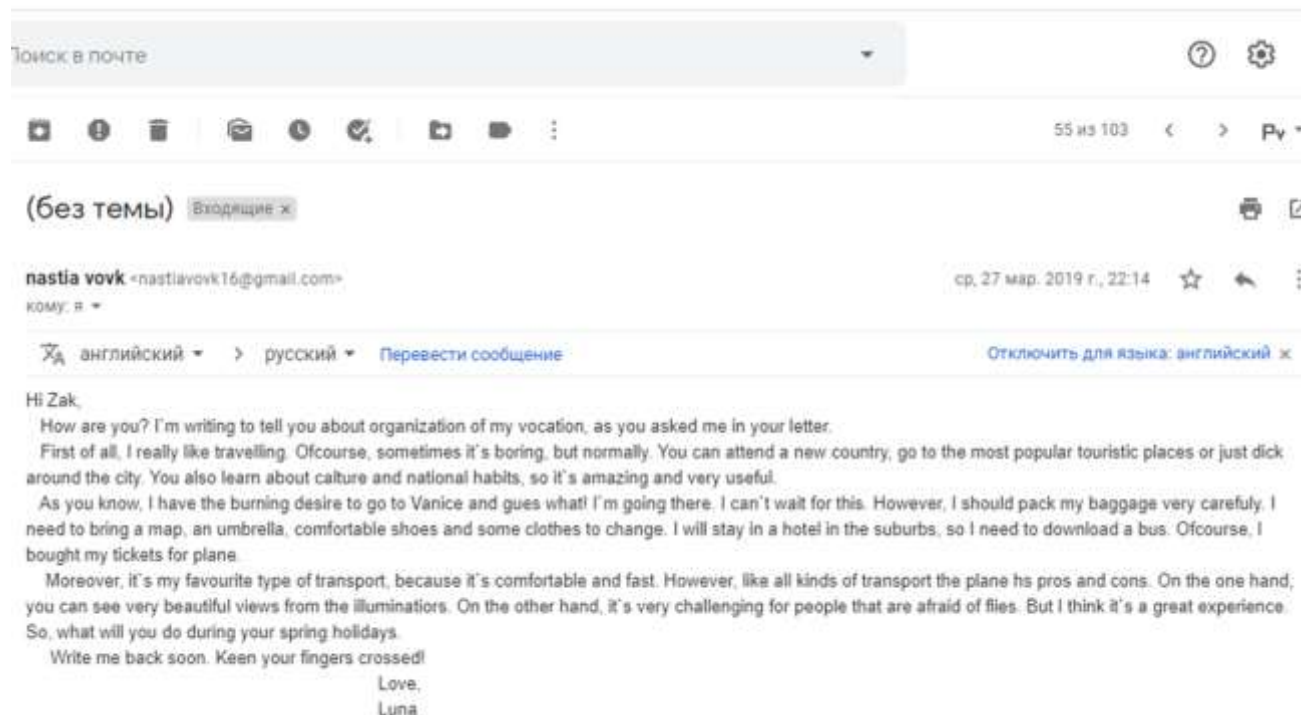 Поиск в почте
55 из 103
(без темы) Входящие ×
nastia vovk <nastiavovk16@gmail.com>
ср, 27 мар. 2019 г., 22:14
кому: я
английский > русский Перевести сообщение
Отключить для языка: английский ×
Hi Zak,
How are you? I`m writing to tell you about organization of my vocation, as you asked me in your letter.
First of all, I really like travelling. Ofcourse, sometimes it`s boring, but normally. You can attend a new country, go to the most popular touristic places or just dick
around the city. You also learn about calture and national habits, so it`s amazing and very useful.
As you know, I have the burning desire to go to Vanice and gues what! I`m going there. I can`t wait for this. However, I should pack my baggage very carefuly. I
need to bring a map, an umbrella, comfortable shoes and some clothes to change. I will stay in a hotel in the suburbs, so I need to download a bus. Ofcourse, I
bought my tickets for plane.
Moreover, it`s my favourite type of transport, because it`s comfortable and fast. However, like all kinds of transport the plane hs pros and cons. On the one hand,
you can see very beautiful views from the illuminatiors. On the other hand, it`s very challenging for people that are afraid of flies. But I think it`s a great experience.
So, what will you do during your spring holidays.
Write me back soon. Keen your fingers crossed!
Love,
Luna